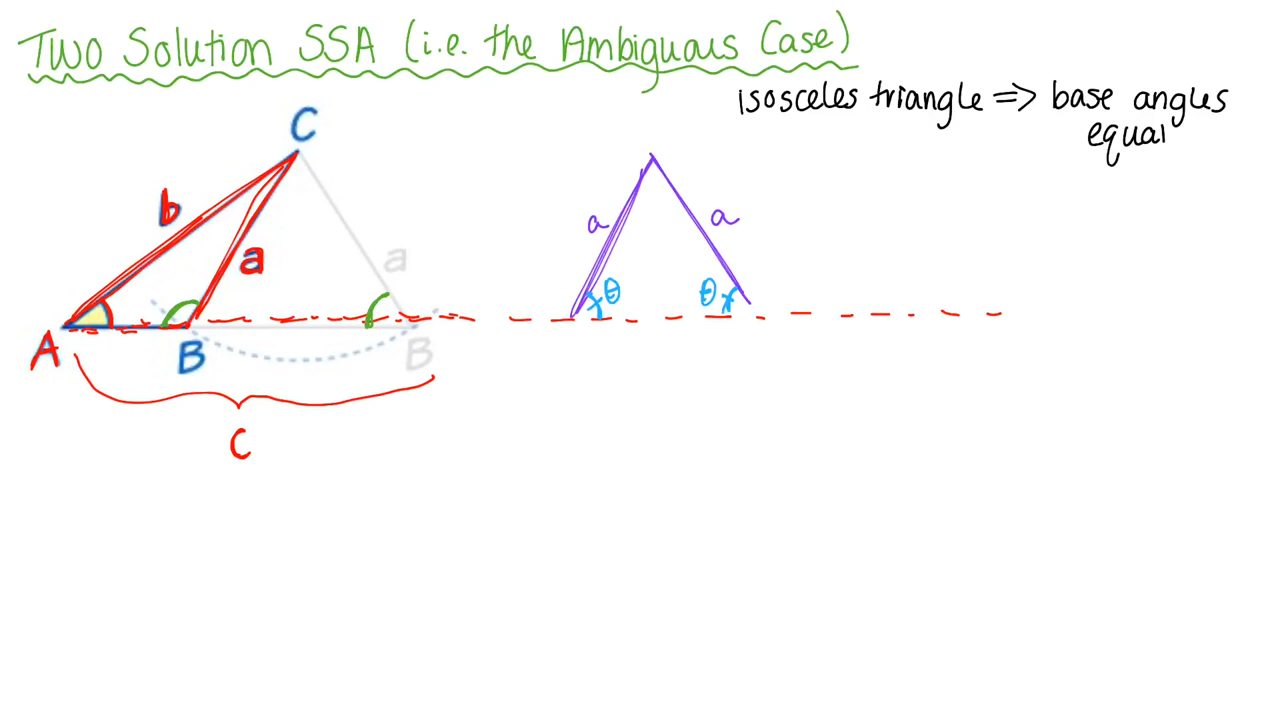 Two Solution SSA (i.e. the Ambiguous Case)
isosceles triangle => base angles
equal
C
b
a
a
a
a
θ
θ
A
B
B
C